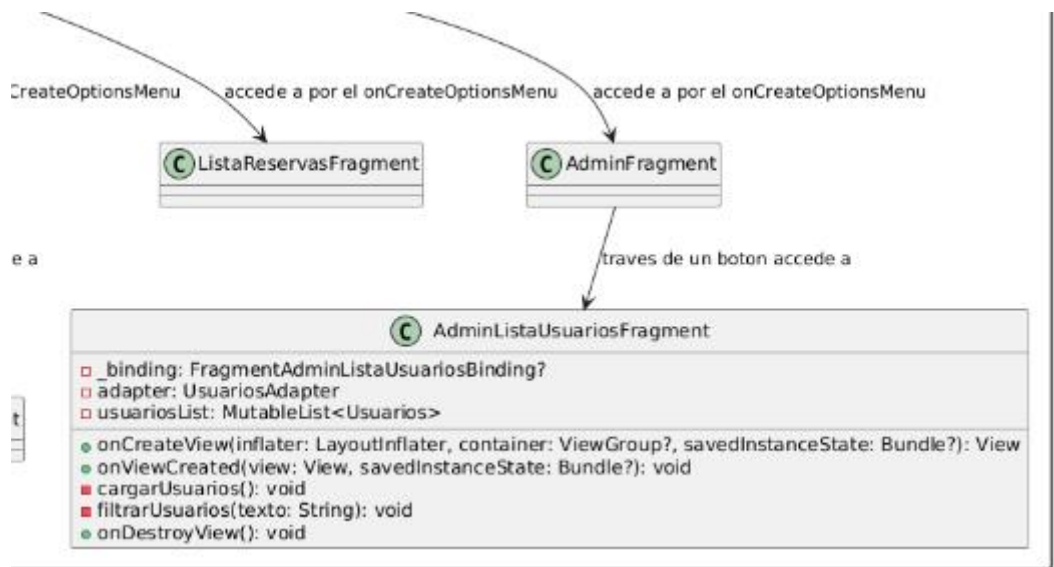 CreateOptionsMenu
accede a por el onCreateOptionsMenu
accede a por el onCreateOptionsMenu
C ListaReservasFragment
C AdminFragment
e a
traves de un boton accede a
C AdminListaUsuariosFragment
_binding: FragmentAdminListaUsuariosBinding?
adapter: UsuariosAdapter
usuariosList: MutableList<Usuarios>
t
onCreateView(inflater: LayoutInflater, container: ViewGroup?, savedInstanceState: Bundle?): View
onViewCreated(view: View, savedInstanceState: Bundle?): void
cargarUsuarios(): void
filtrarUsuarios(texto: String): void
onDestroyView(): void